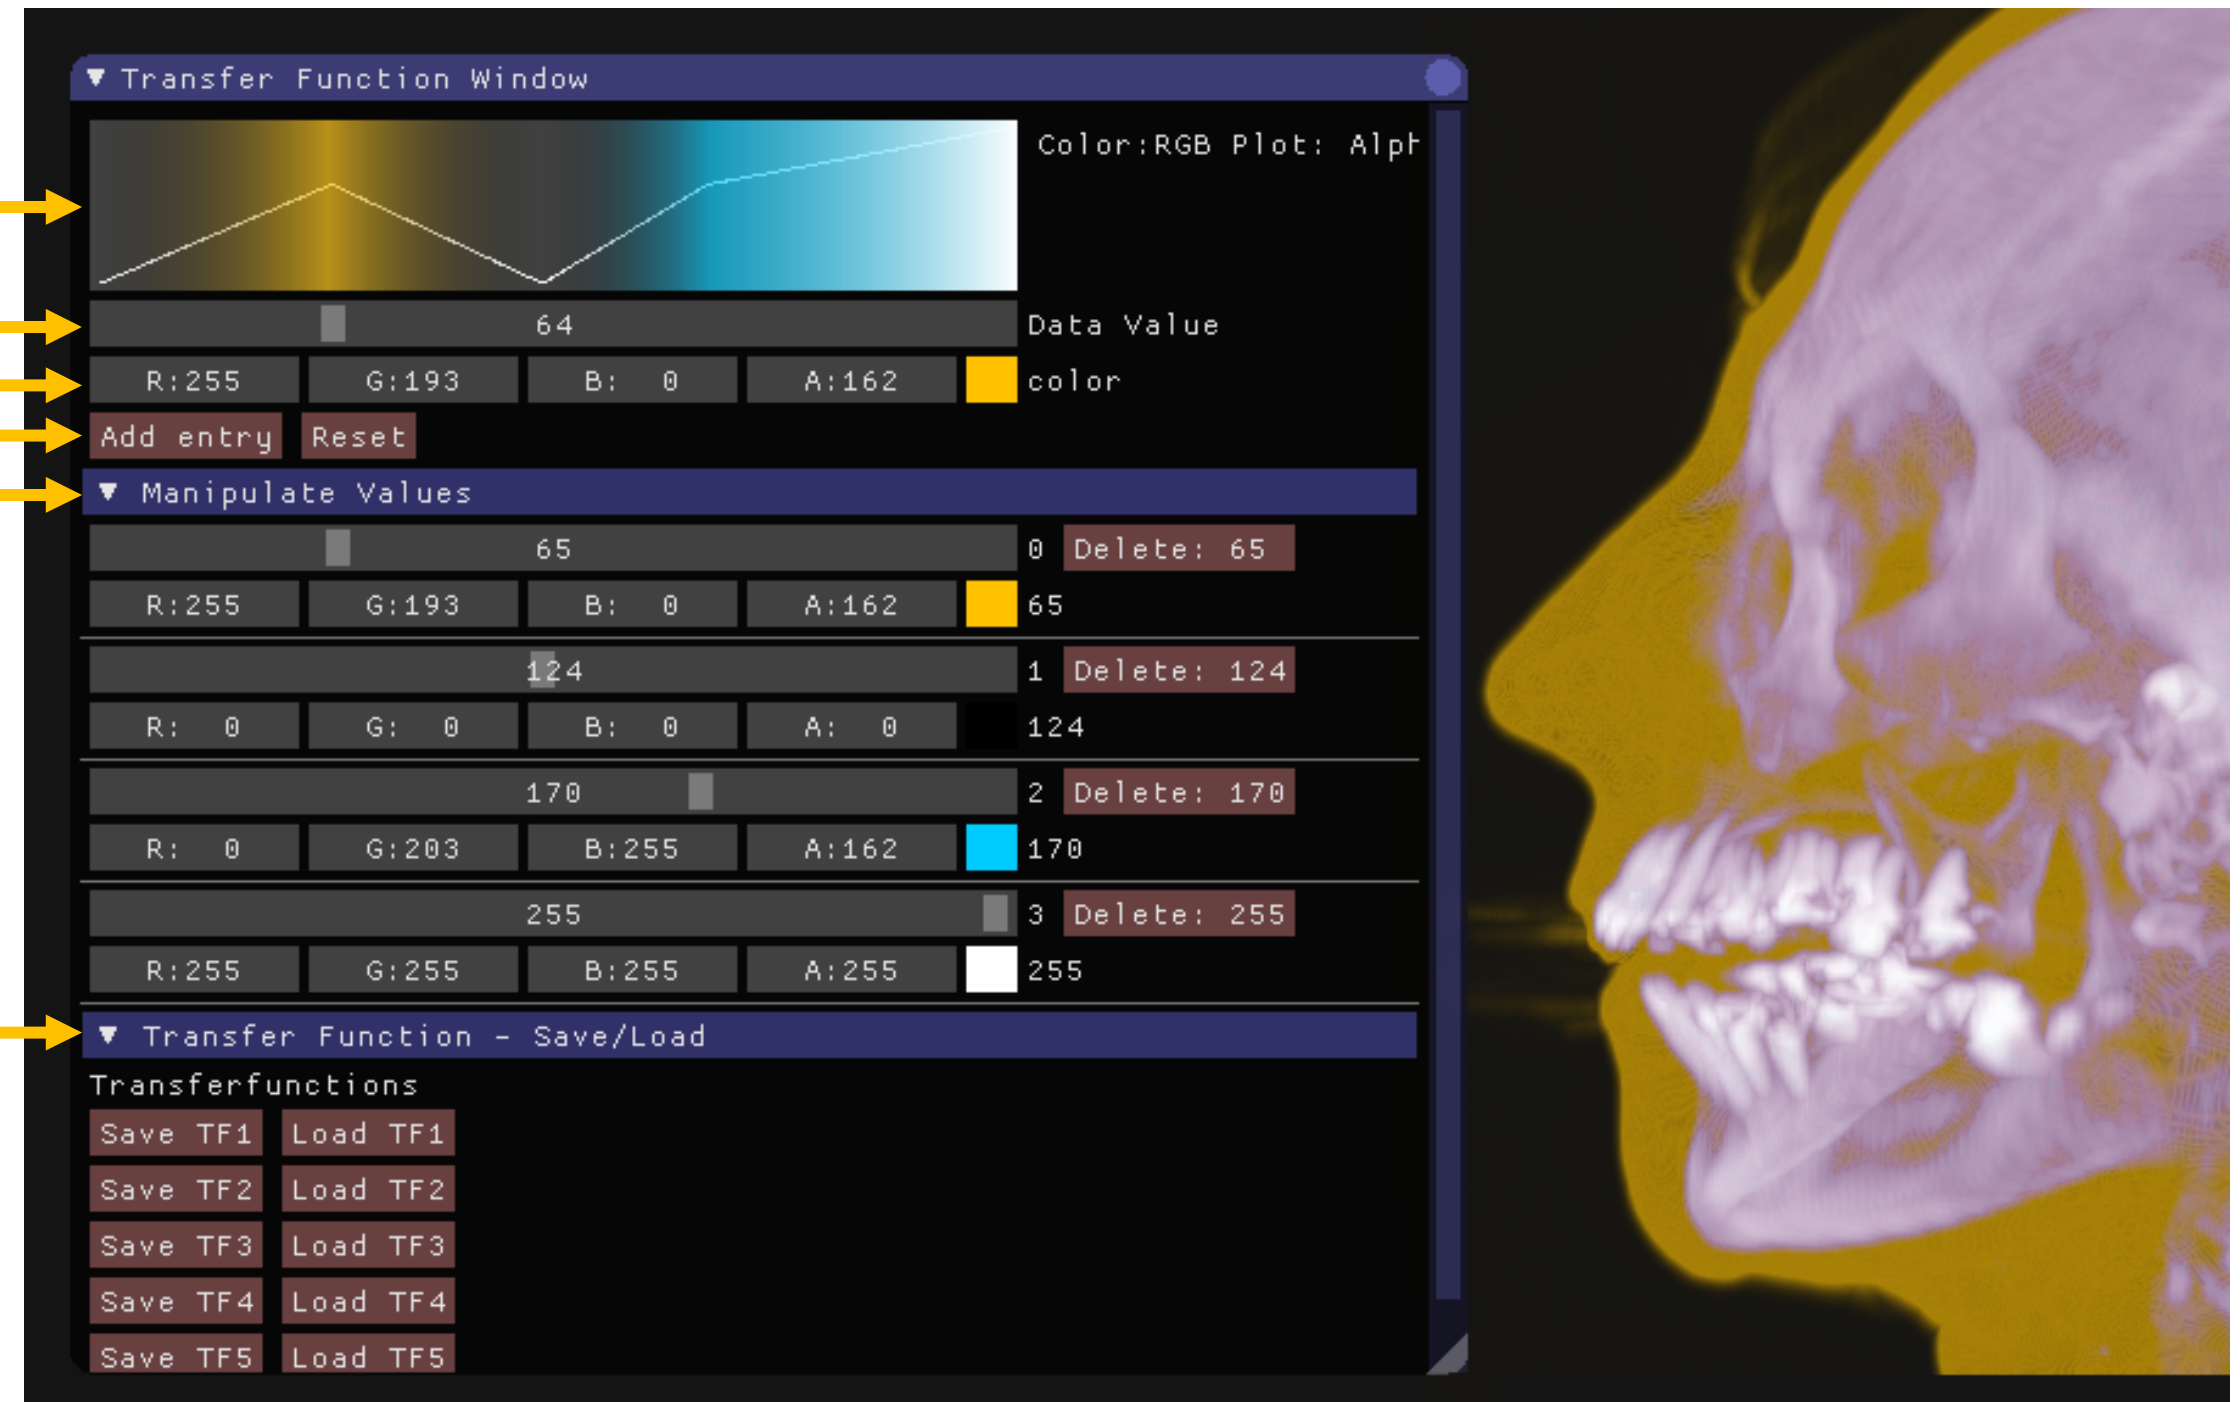 Transfer Function Window
Color:RGB Plot: Alph
64 Data Value
R:255 G:193 B: 0 A:162 color
Add entry Reset
Manipulate Values
65 0 Delete: 65
R:255 G:193 B: 0 A:162 65
124 1 Delete: 124
R: 0 G: 0 B: 0 A: 0 124
170 2 Delete: 170
R: 0 G:203 B:255 A:162 170
255 3 Delete: 255
R:255 G:255 B:255 A:255 255
Transfer Function - Save/Load
Transferfunctions
Save TF1 Load TF1
Save TF2 Load TF2
Save TF3 Load TF3
Save TF4 Load TF4
Save TF5 Load TF5